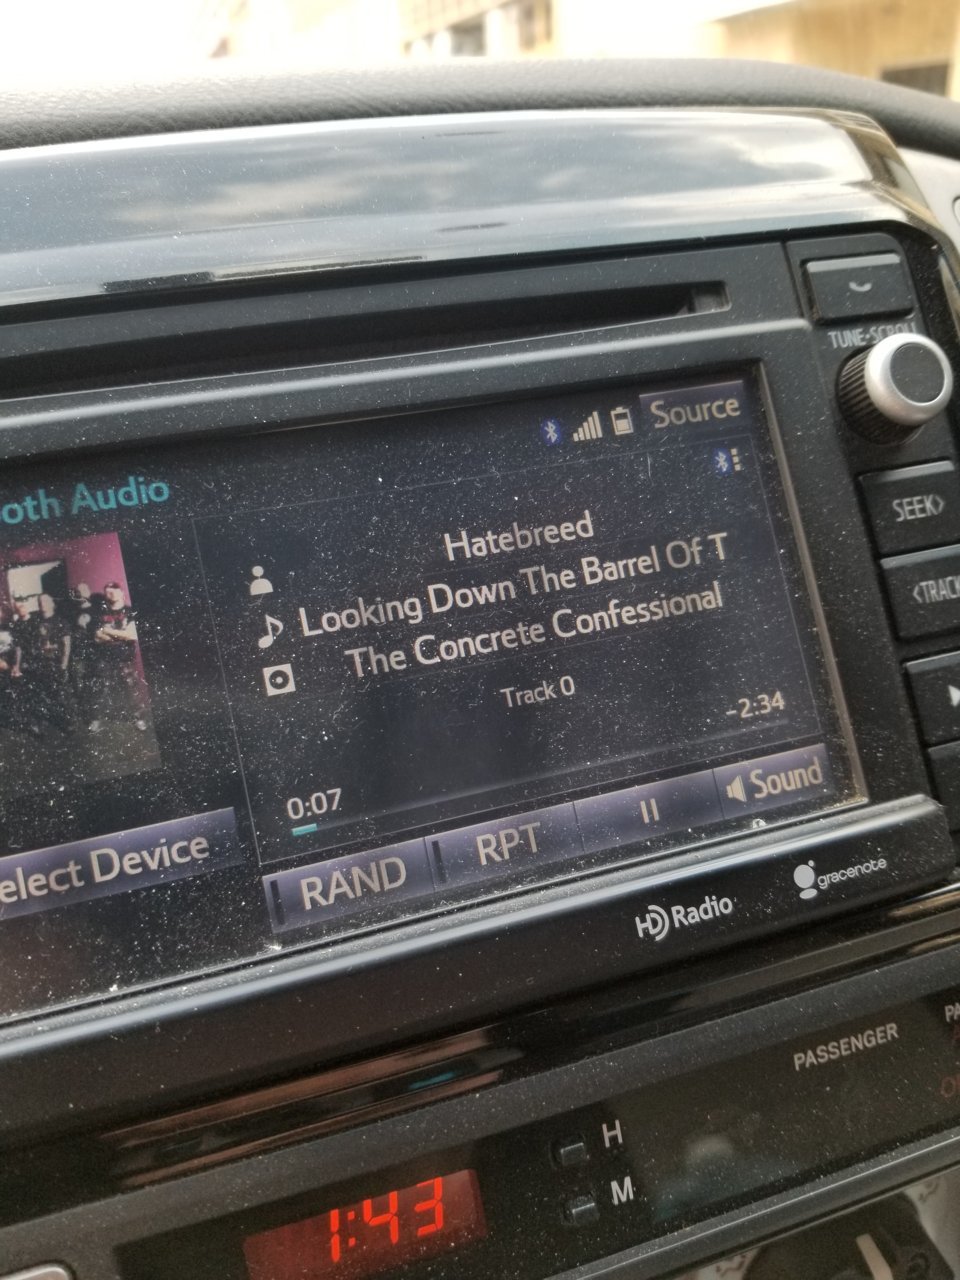 TUNE•SCROLL
Source
oth Audio
SEEK>
Hatebreed
Looking Down The Barrel Of T
The Concrete Confessional
<TRACK
Track 0
-2:34
0:07
Sound
elect Device
RAND
RPT
HD Radio
gracenote
PASSENGER
PA
H
M
1:43